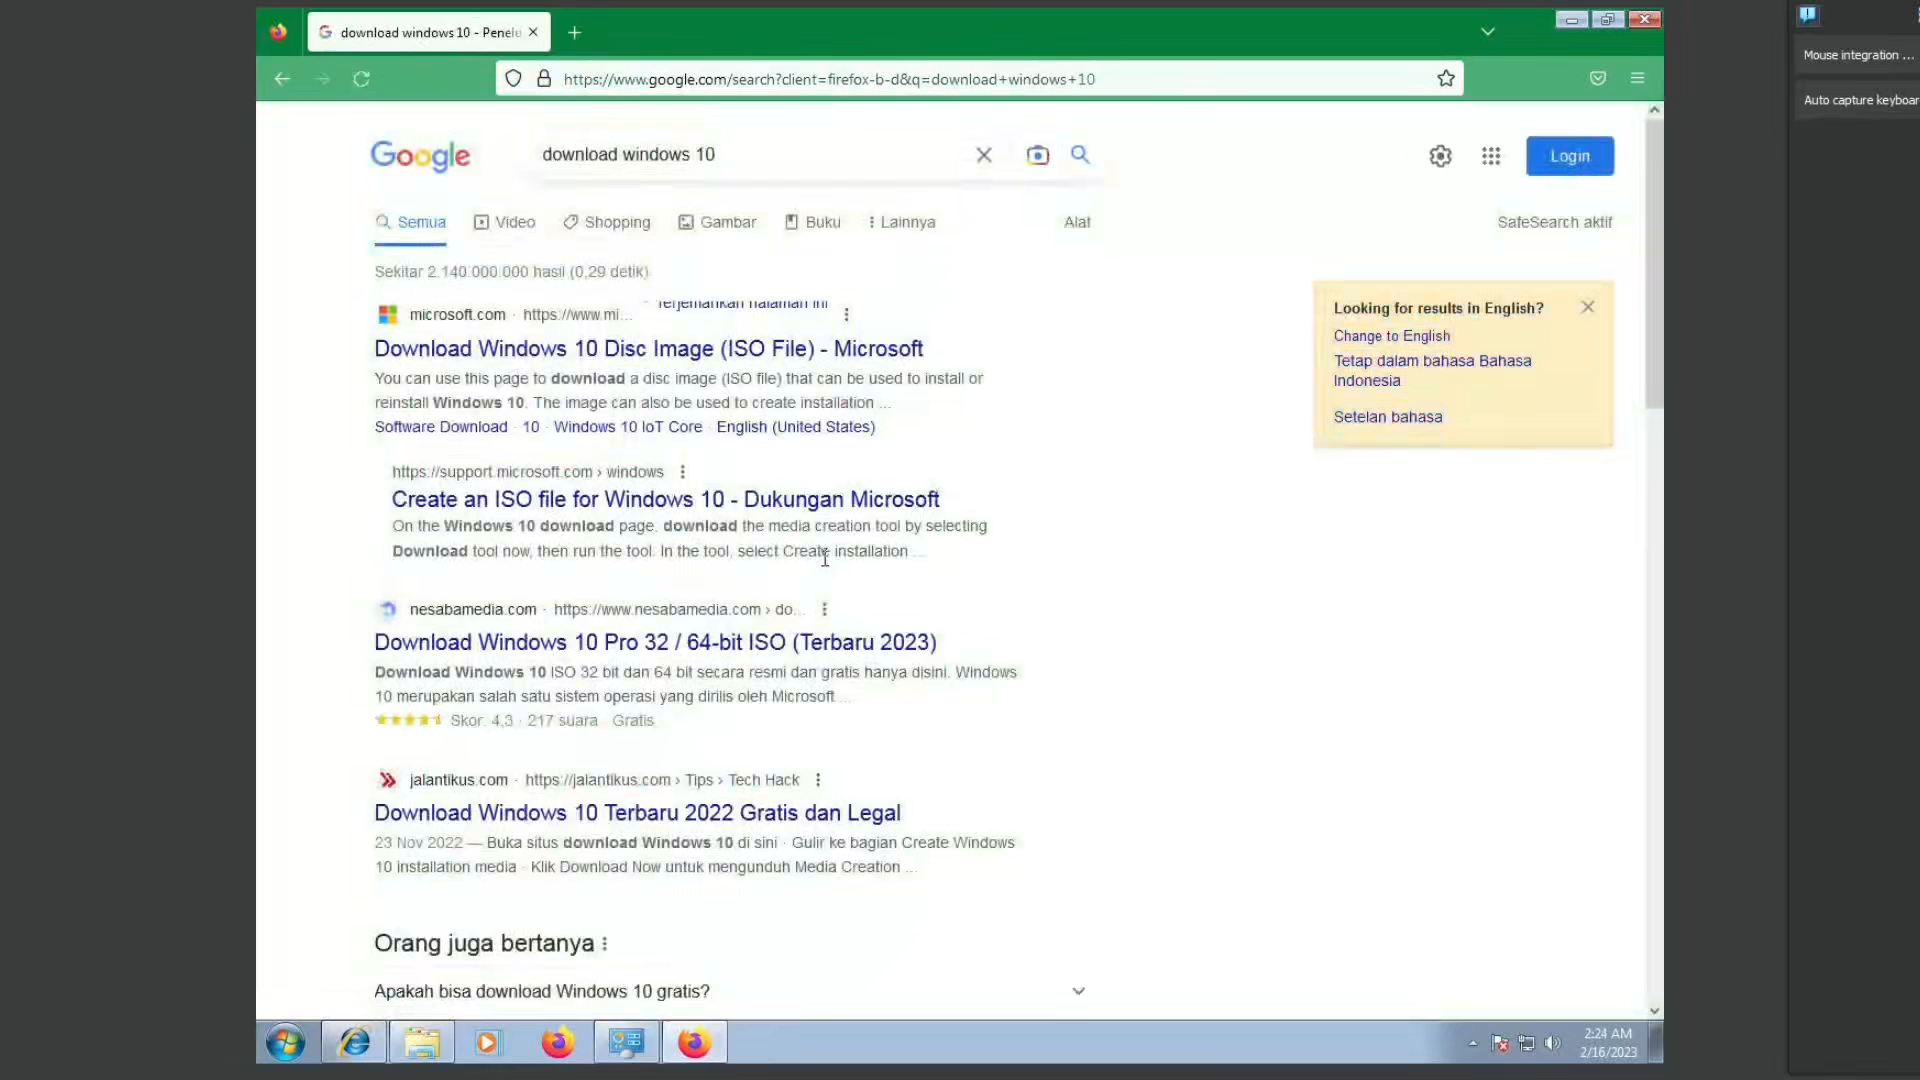 download windows 10 - Penel
https://www.google.com/search?client=firefox-b-d&q=download+windows+10
Mouse integration ...
Auto capture keyboar
Google
download windows 10
Login
Semua
Video
Shopping
Gambar
Buku
Lainnya
Alat
SafeSearch aktif
Sekitar 2.140.000.000 hasil (0,29 detik)
Terjemahkan halaman ini
microsoft.com · https://www.mi...
Download Windows 10 Disc Image (ISO File) - Microsoft
You can use this page to download a disc image (ISO file) that can be used to install or
reinstall Windows 10. The image can also be used to create installation ...
Software Download · 10 · Windows 10 IoT Core · English (United States)
Looking for results in English?
Change to English
Tetap dalam bahasa Bahasa
Indonesia
Setelan bahasa
https://support.microsoft.com › windows
Create an ISO file for Windows 10 - Dukungan Microsoft
On the Windows 10 download page, download the media creation tool by selecting
Download tool now, then run the tool. In the tool, select Create installation ...
nesabamedia.com · https://www.nesabamedia.com › do...
Download Windows 10 Pro 32 / 64-bit ISO (Terbaru 2023)
Download Windows 10 ISO 32 bit dan 64 bit secara resmi dan gratis hanya disini. Windows
10 merupakan salah satu sistem operasi yang dirilis oleh Microsoft ...
Skor: 4,3 · 217 suara · Gratis
jalantikus.com · https://jalantikus.com › Tips › Tech Hack
Download Windows 10 Terbaru 2022 Gratis dan Legal
23 Nov 2022 — Buka situs download Windows 10 di sini · Gulir ke bagian Create Windows
10 installation media · Klik Download Now untuk mengunduh Media Creation ...
Orang juga bertanya
Apakah bisa download Windows 10 gratis?
2:24 AM
2/16/2023